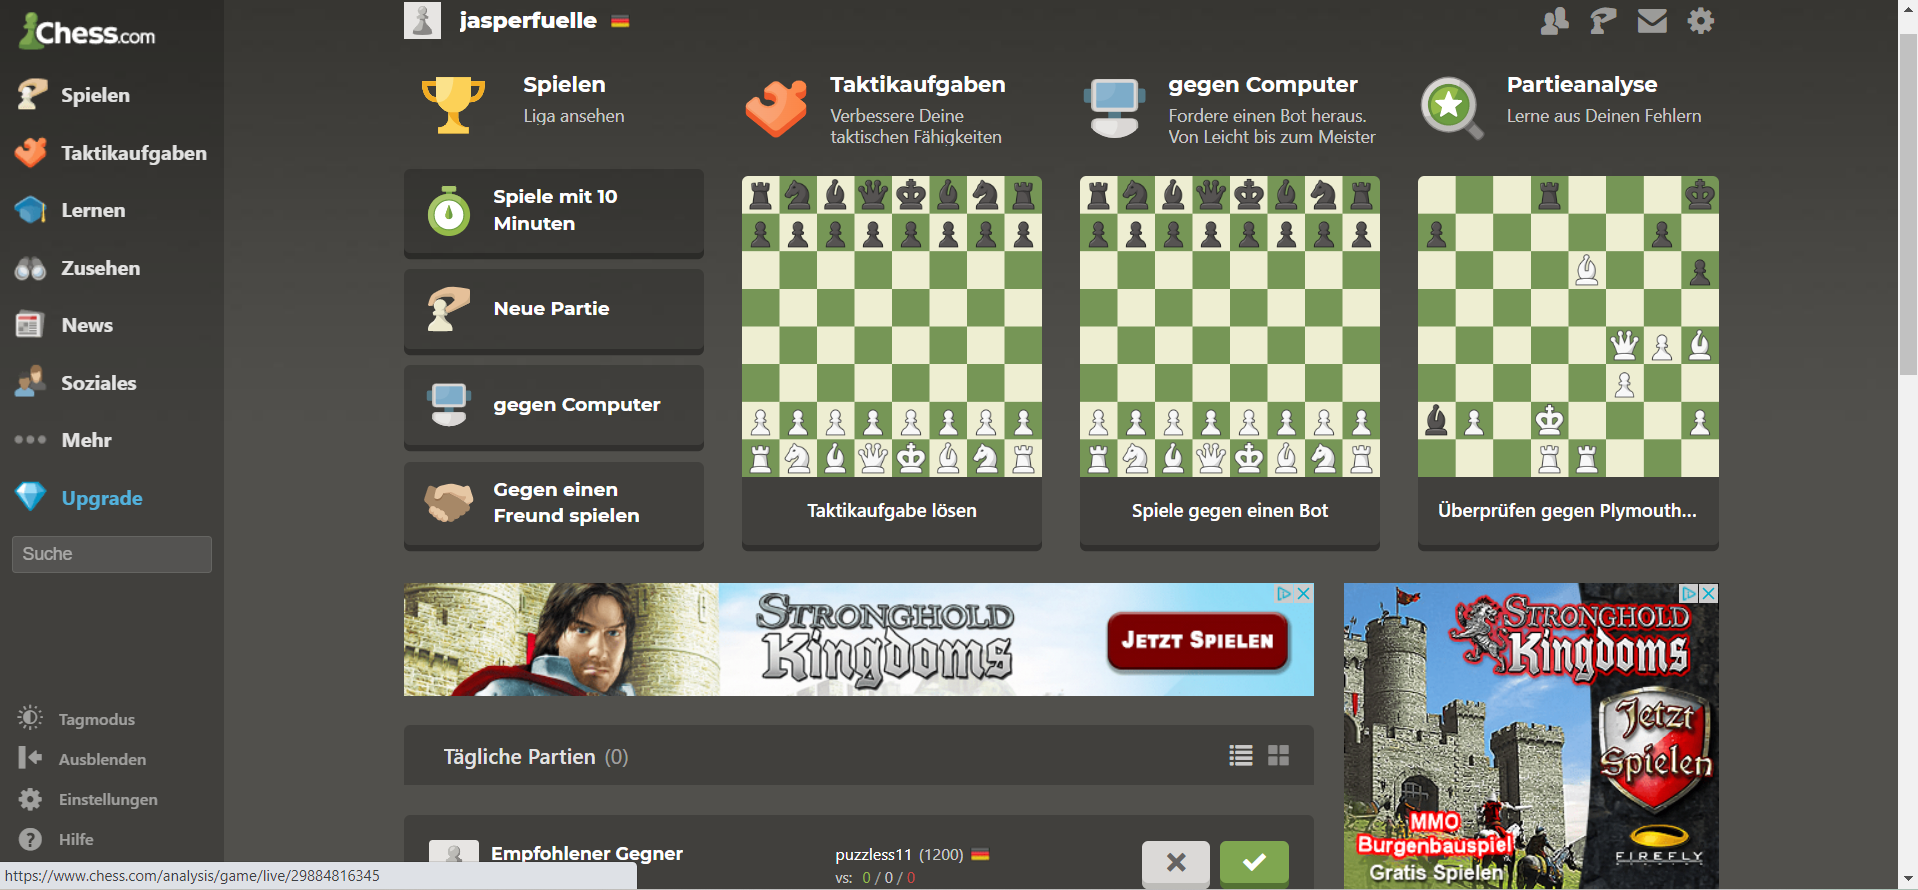 Chess.com
Spielen
Taktikaufgaben
Lernen
Zusehen
News
Soziales
Mehr
Upgrade
Suche
Tagmodus
Ausblenden
Einstellungen
Hilfe
jasperfuelle
Spielen
Liga ansehen
Spiele mit 10
Minuten
Neue Partie
gegen Computer
Gegen einen
Freund spielen
Taktikaufgaben
Verbessere Deine
taktischen Fähigkeiten
Taktikaufgabe lösen
gegen Computer
Fordere einen Bot heraus.
Von Leicht bis zum Meister
Spiele gegen einen Bot
Partieanalyse
Lerne aus Deinen Fehlern
Überprüfen gegen Plymouth...
STRONGHOLD
Kingdoms
JETZT SPIELEN
STRONGHOLD
Kingdoms
Jetzt
Spielen
MMO
Burgenbauspiel
Gratis Spielen
FIREFLY
Tägliche Partien (0)
Empfohlener Gegner
puzzless11 (1200)
vs: 0 / 0 / 0
https://www.chess.com/analysis/game/live/29884816345